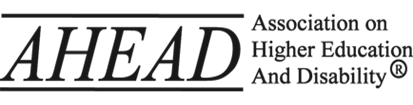 AHEAD
Association on
Higher Education
And Disability®